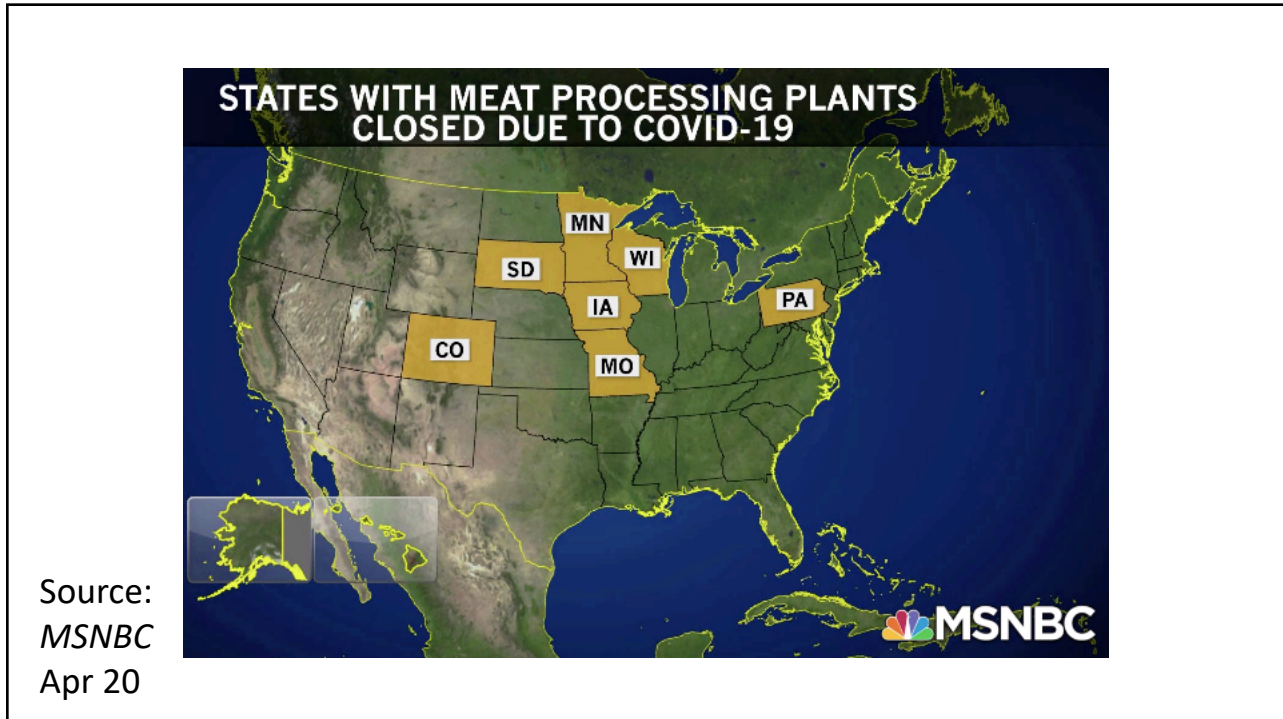 STATES WITH MEAT PROCESSING PLANTS
CLOSED DUE TO COVID-19
MN
WI
SD
IA
PA
CO
MO
MSNBC
Source:
MSNBC
Apr 20